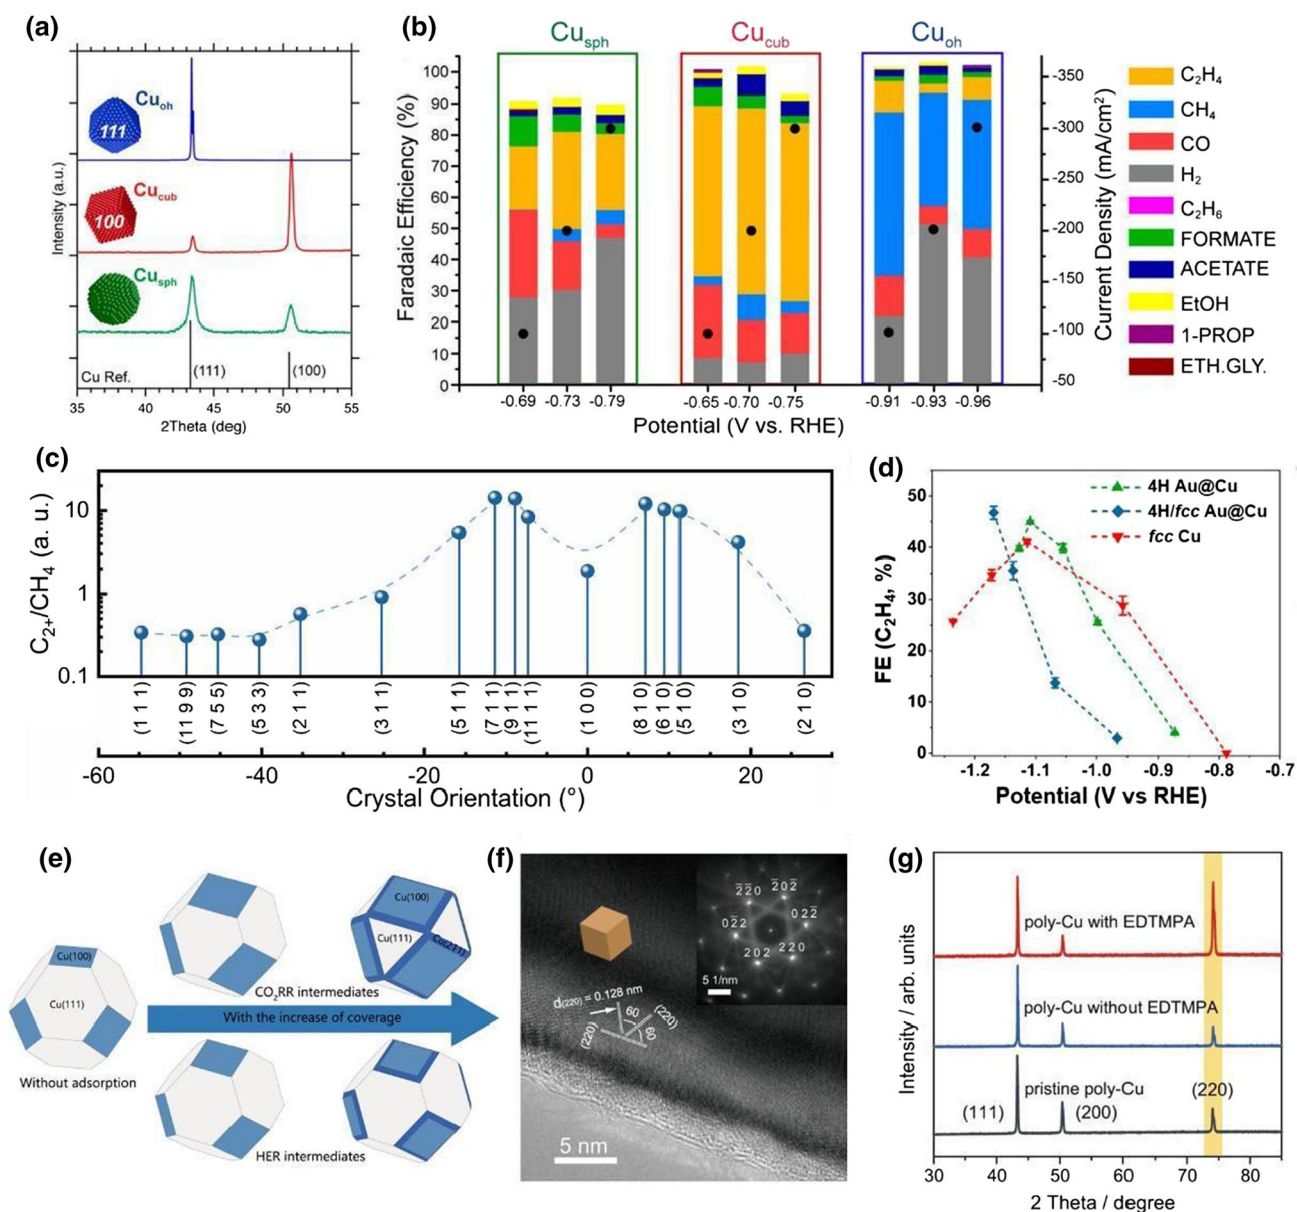 (a)
Cu_oh
111
Cu_cub
100
Cu_sph
Intensity (a.u.)
Cu Ref.
(111)
(100)
35 40 45 50 55
2Theta (deg)
(b)
Cu_sph
Cu_cub
Cu_oh
Faradaic Efficiency (%)
100
90
80
70
60
50
40
30
20
10
0
-0.69 -0.73 -0.79
-0.65 -0.70 -0.75
-0.91 -0.93 -0.96
Potential (V vs. RHE)
-350
-300
-250
-200
-150
-100
-50
Current Density (mA/cm²)
C₂H₄
CH₄
CO
H₂
C₂H₆
FORMATE
ACETATE
EtOH
1-PROP
ETH.GLY.
(c)
C₂₊/CH₄ (a. u.)
10
1
0.1
(1 1 1)
(11 9 9)
(7 5 5)
(5 3 3)
(2 1 1)
(3 1 1)
(5 1 1)
(7 1 1)
(9 1 1)
(11 1 1)
(1 0 0)
(8 1 0)
(6 1 0)
(5 1 0)
(3 1 0)
(2 1 0)
-60 -40 -20 0 20
Crystal Orientation (°)
(d)
FE (C₂H₄, %)
50
40
30
20
10
0
4H Au@Cu
4H/fcc Au@Cu
fcc Cu
-1.2 -1.1 -1.0 -0.9 -0.8 -0.7
Potential (V vs RHE)
(e)
Cu(100)
Cu(111)
Without adsorption
Cu(100)
Cu(111)
Cu(211)
CO₂RR intermediates
With the increase of coverage
HER intermediates
(f)
2̄2̄0
2̄02̄
02̄2̄
022̄
202
220
5 1/nm
d₍₂₂₀₎ = 0.128 nm
60
(220)
(220)
60
5 nm
(g)
Intensity / arb. units
poly-Cu with EDTMPA
poly-Cu without EDTMPA
pristine poly-Cu
(220)
(111)
(200)
30 40 50 60 70 80
2 Theta / degree